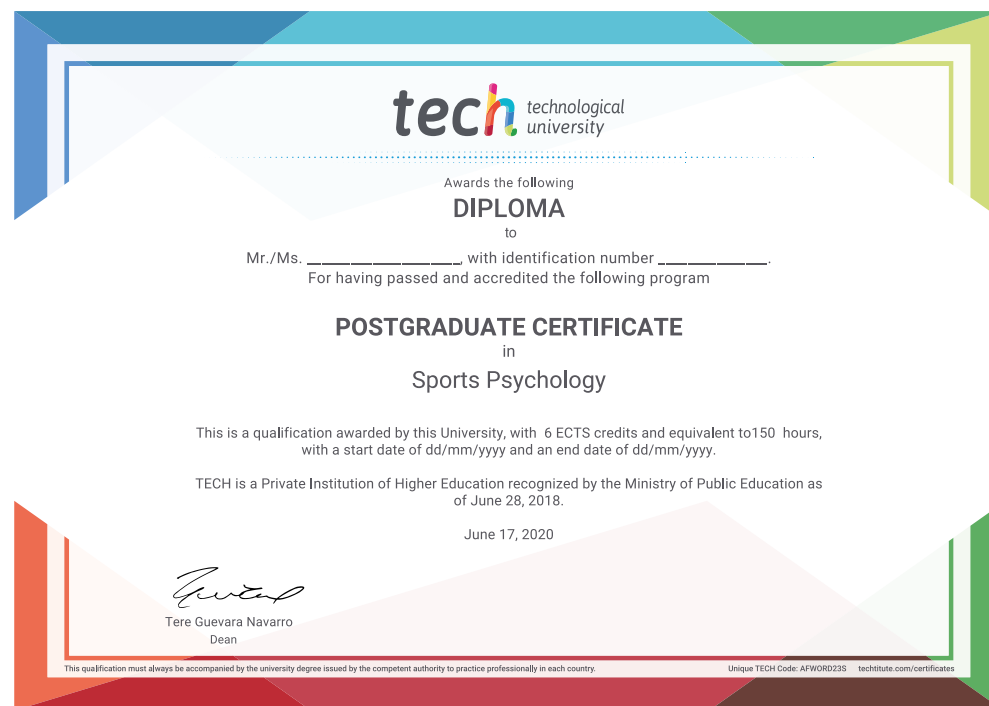 tech technological
university
Awards the following
DIPLOMA
to
Mr./Ms. ____________________, with identification number ______________.
For having passed and accredited the following program
POSTGRADUATE CERTIFICATE
in
Sports Psychology
This is a qualification awarded by this University, with 6 ECTS credits and equivalent to150 hours,
with a start date of dd/mm/yyyy and an end date of dd/mm/yyyy.
TECH is a Private Institution of Higher Education recognized by the Ministry of Public Education as
of June 28, 2018.
June 17, 2020
Tere Guevara Navarro
Dean
This qualification must always be accompanied by the university degree issued by the competent authority to practice professionally in each country. Unique TECH Code: AFWORD23S techtitute.com/certificates